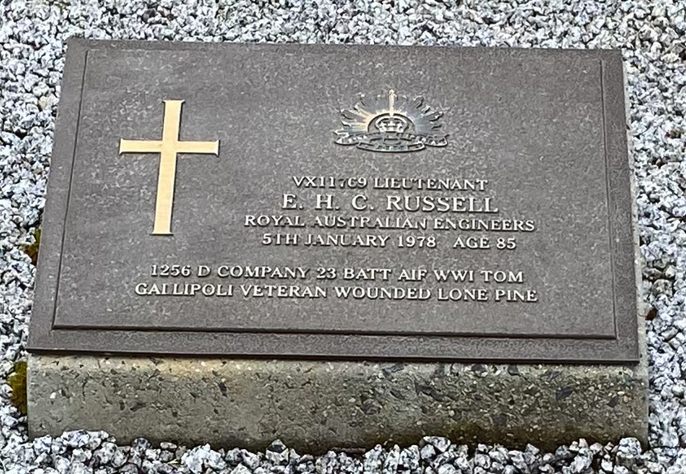 VX11769 LIEUTENANT
E. H. C. RUSSELL
ROYAL AUSTRALIAN ENGINEERS
5TH JANUARY 1978 AGE 85
1256 D COMPANY 23 BATT AIF WWI TOM
GALLIPOLI VETERAN WOUNDED LONE PINE